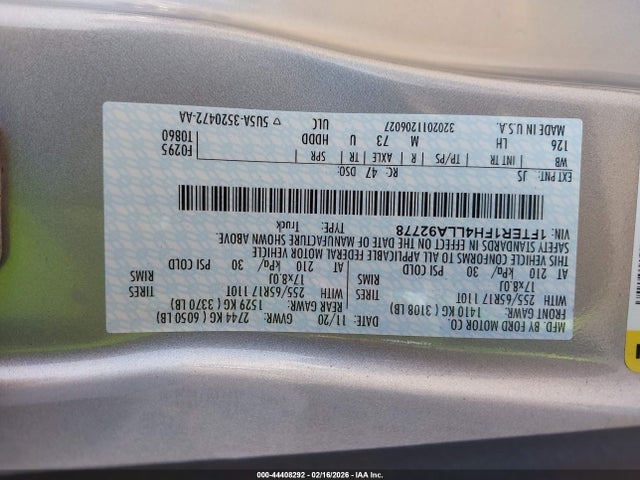 MFD. BY FORD MOTOR CO.
DATE: 11/20 GVWR: 2744 KG ( 6050 LB)
FRONT GAWR: REAR GAWR:
1410 KG ( 3108 LB) 1529 KG ( 3370 LB)
WITH TIRES WITH TIRES
255/65R17 110T 255/65R17 110T
17x8.0J RIMS 17x8.0J RIMS
AT 210 kPa/ 30 PSI COLD AT 210 kPa/ 30 PSI COLD
THIS VEHICLE CONFORMS TO ALL APPLICABLE FEDERAL MOTOR VEHICLE
SAFETY STANDARDS IN EFFECT ON THE DATE OF MANUFACTURE SHOWN ABOVE.
VIN: 1FTER1FH4LLA92778
TYPE: Truck
EXT PNT: JS RC: 47 DSO:
WB INT TR TP/PS R AXLE TR SPR
126 LH M 73 U HDDD
F0295
T0860
MADE IN U.S.A. 320201120602​7 ULC ▽ 5U5A-3520472-AA
000-44408292 - 02/16/2026 - IAA Inc.